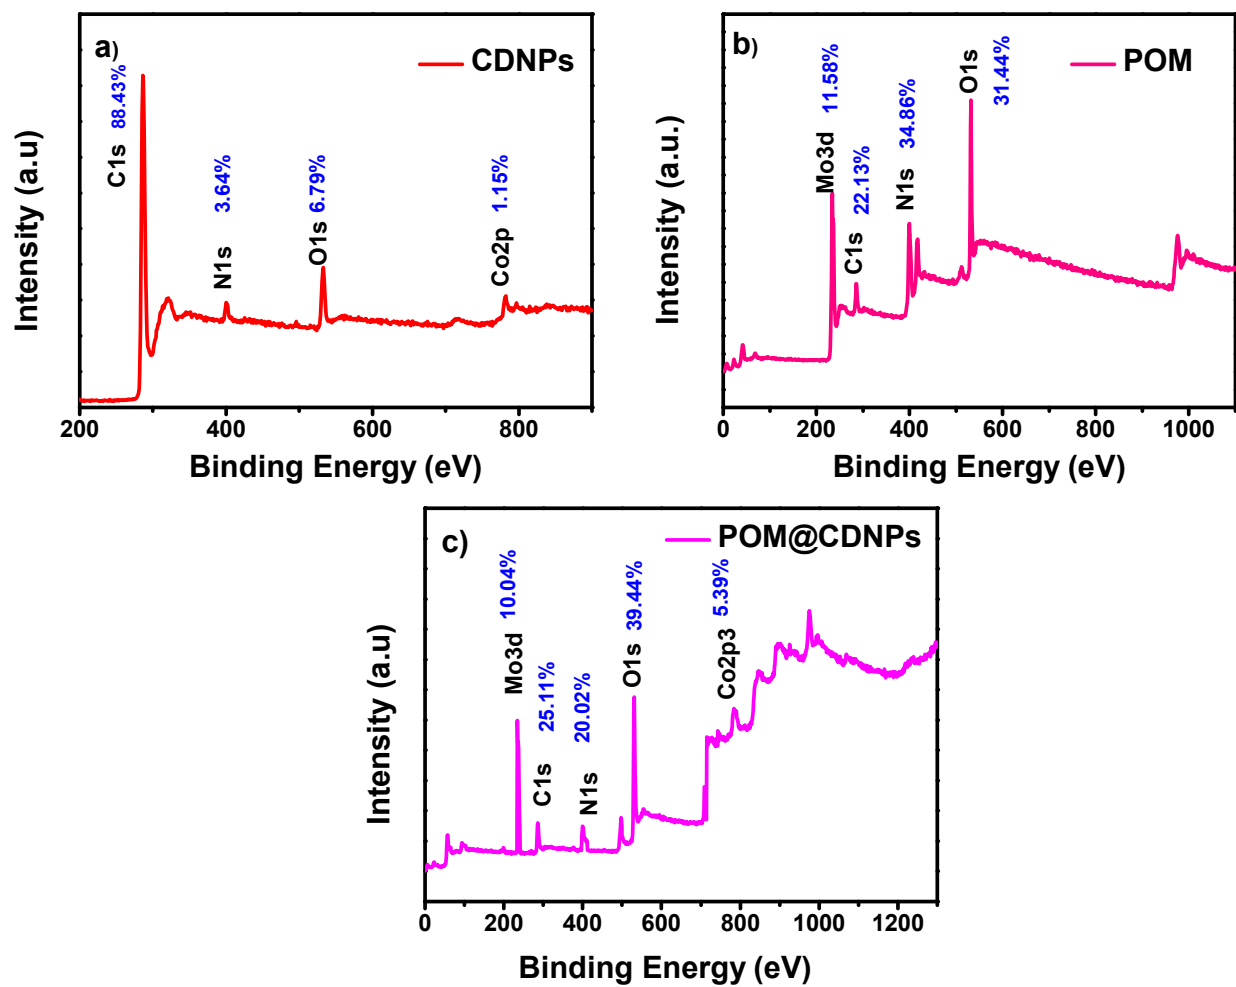 a)
CDNPs
C1s 88.43%
N1s 3.64%
O1s 6.79%
Co2p 1.15%
Intensity (a.u)
200 400 600 800
Binding Energy (eV)
b)
POM
Mo3d 11.58%
C1s 22.13%
N1s 34.86%
O1s 31.44%
Intensity (a.u.)
0 200 400 600 800 1000
Binding Energy (eV)
c)
POM@CDNPs
Mo3d 10.04%
C1s 25.11%
N1s 20.02%
O1s 39.44%
Co2p3 5.39%
Intensity (a.u)
0 200 400 600 800 1000 1200
Binding Energy (eV)